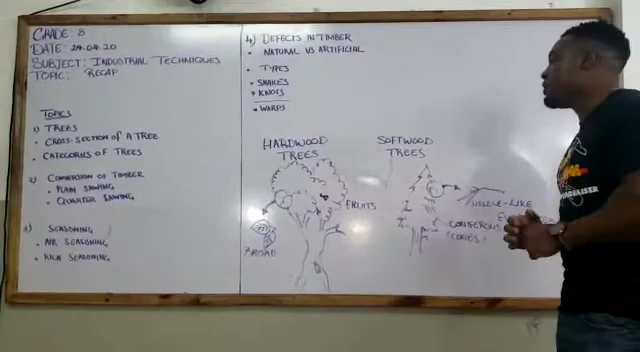 GRADE: 8
DATE: 24.04.20
SUBJECT: INDUSTRIAL TECHNIQUES
TOPIC: RECAP
TOPICS
1) TREES
• CROSS-SECTION OF A TREE
• CATEGORIES OF TREES
2) CONVERSION OF TIMBER
• PLAIN SAWING
• QUARTER SAWING
3) SEASONING
• AIR SEASONING
• KILN SEASONING
4) DEFECTS IN TIMBER
• NATURAL VS ARTIFICIAL
• TYPES
• SHAKES
• KNOTS
• WARPS
HARDWOOD
TREES
FRUITS
BROAD
SOFTWOOD
TREES
NEEDLE-LIKE
CONIFEROUS
'CONES'